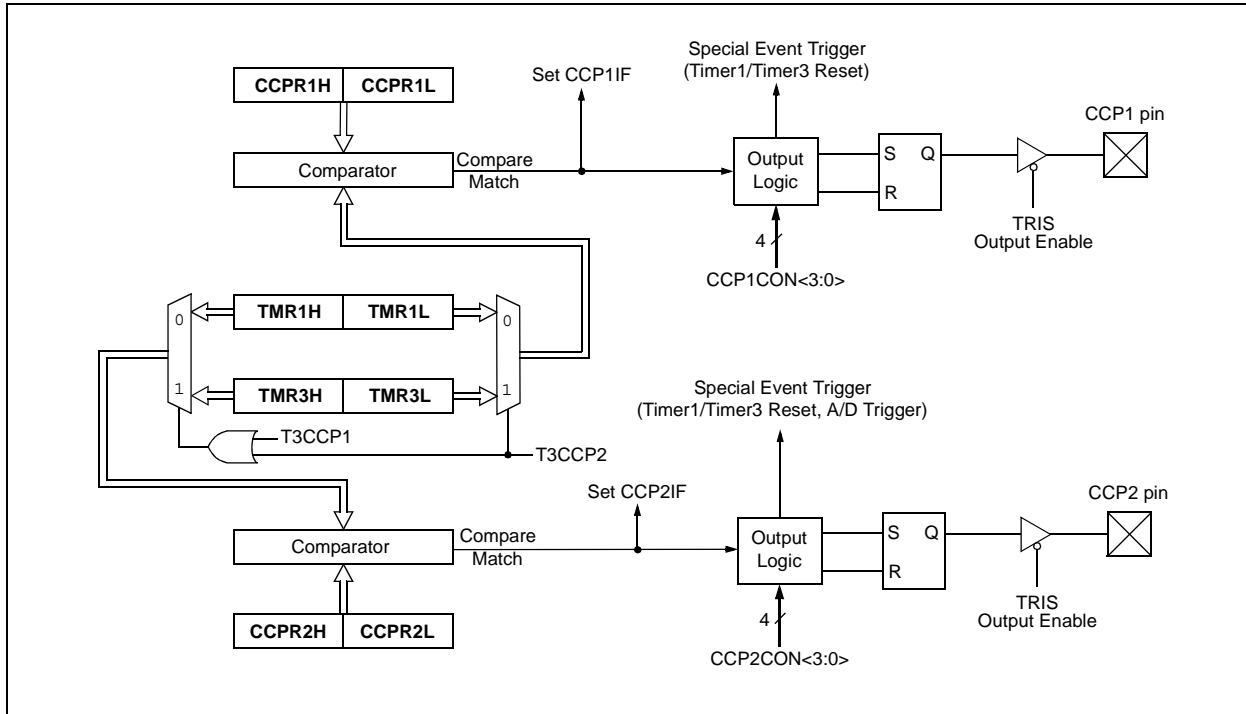 Special Event Trigger
(Timer1/Timer3 Reset)
Set CCP1IF
CCPR1H CCPR1L
CCP1 pin
Comparator
Compare
Match
Output
Logic
S Q
R
TRIS
Output Enable
4
CCP1CON<3:0>
0
TMR1H TMR1L
0
1
TMR3H TMR3L
1
T3CCP1
T3CCP2
Special Event Trigger
(Timer1/Timer3 Reset, A/D Trigger)
Set CCP2IF
CCP2 pin
Comparator
Compare
Match
Output
Logic
S Q
R
TRIS
Output Enable
4
CCPR2H CCPR2L
CCP2CON<3:0>